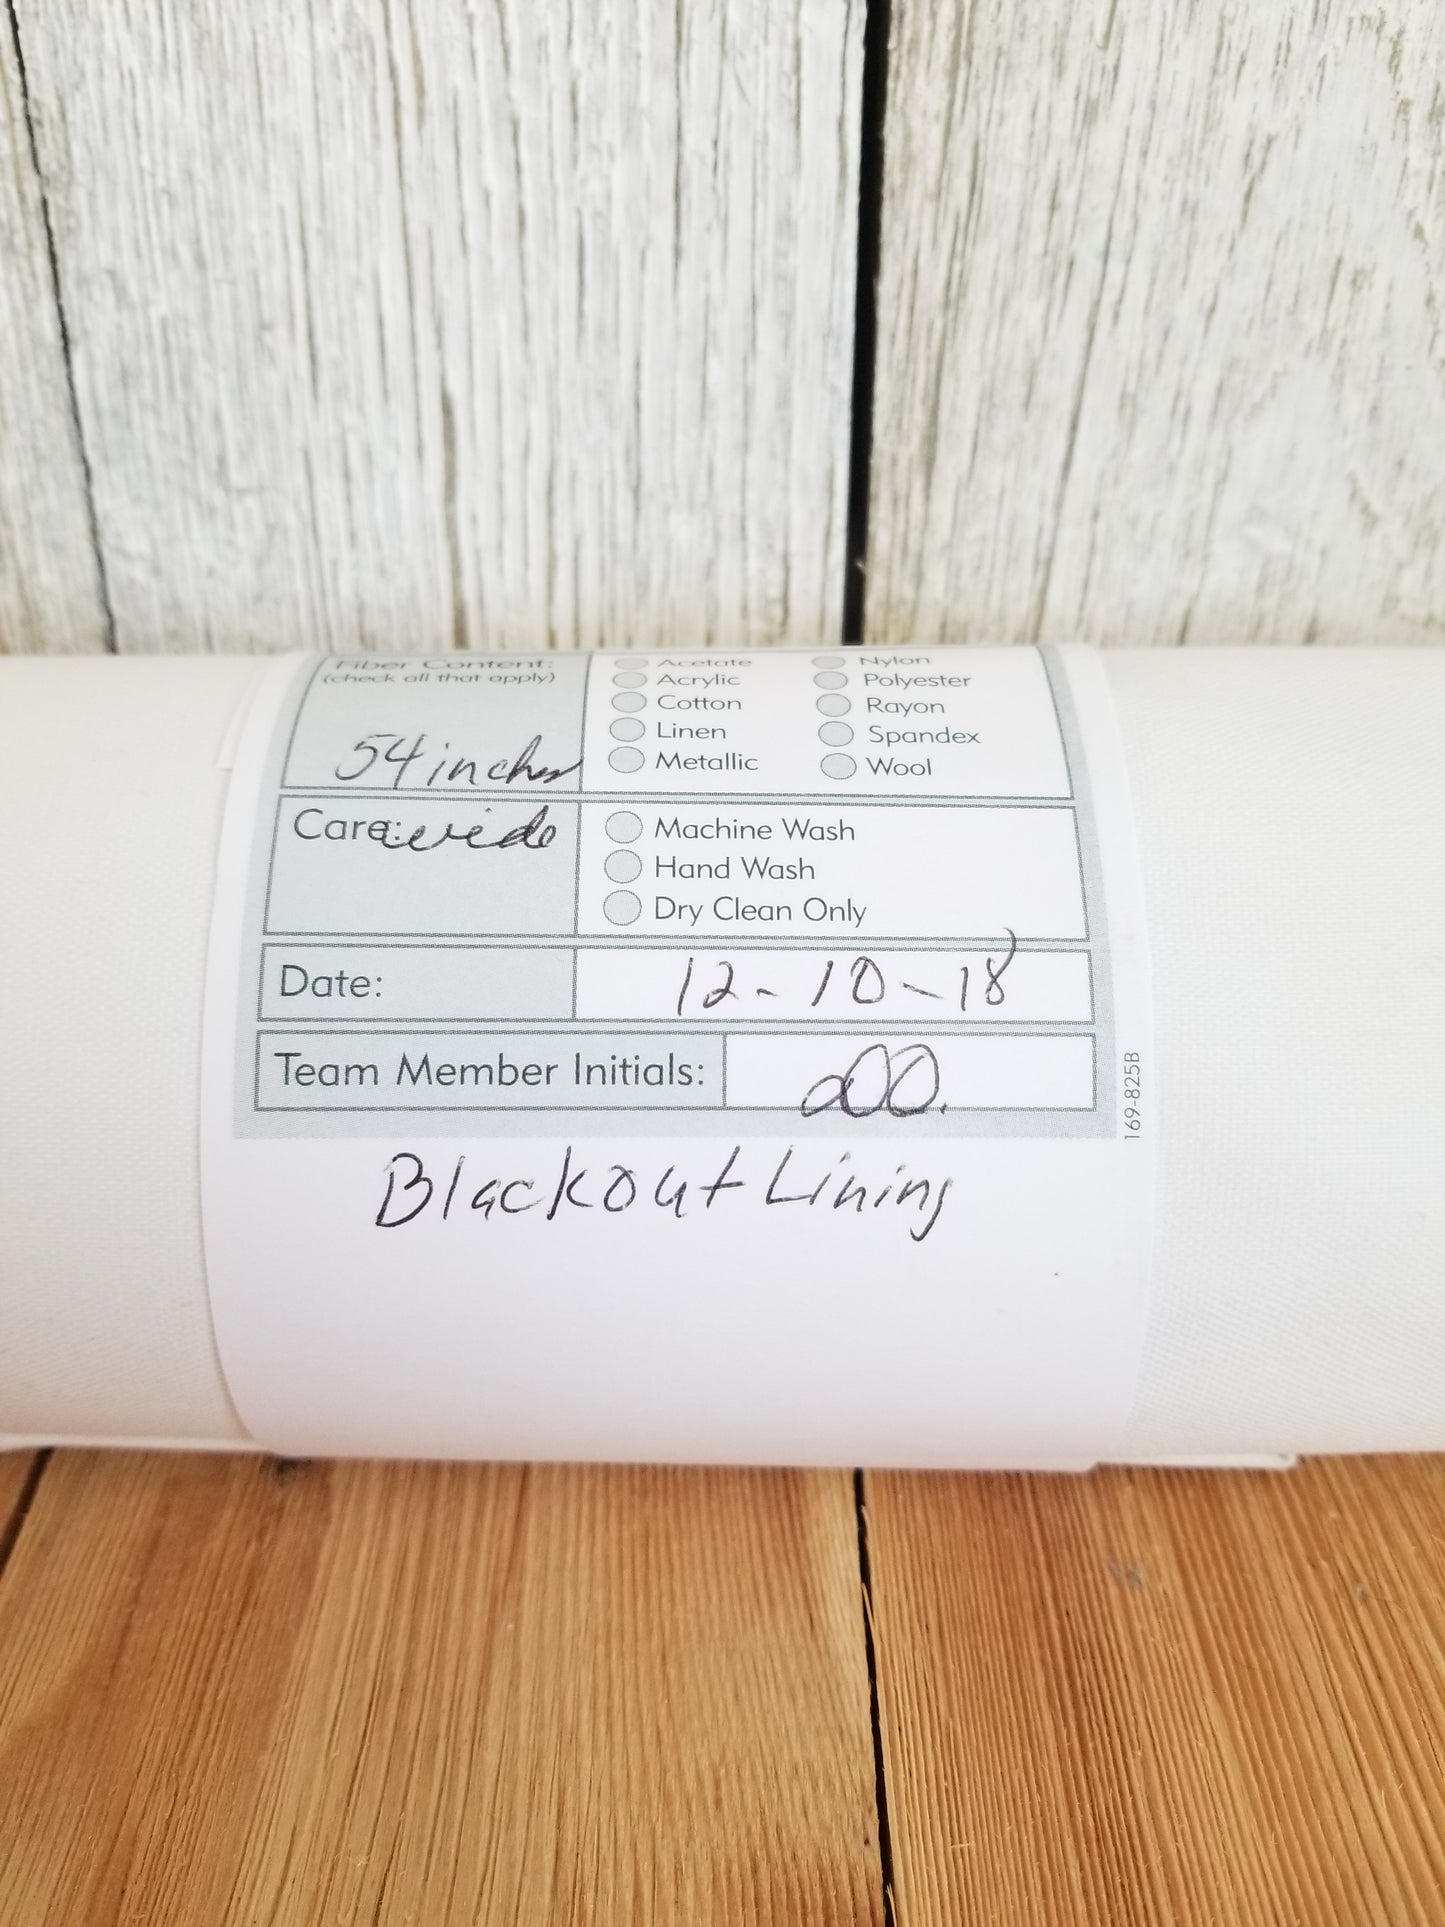 Fiber Content:
(check all that apply)
54 inches
wide
Acetate
Acrylic
Cotton
Linen
Metallic
Nylon
Polyester
Rayon
Spandex
Wool
Care:
Machine Wash
Hand Wash
Dry Clean Only
Date:
12-10-18
Team Member Initials:
169-825B
Blackout Lining